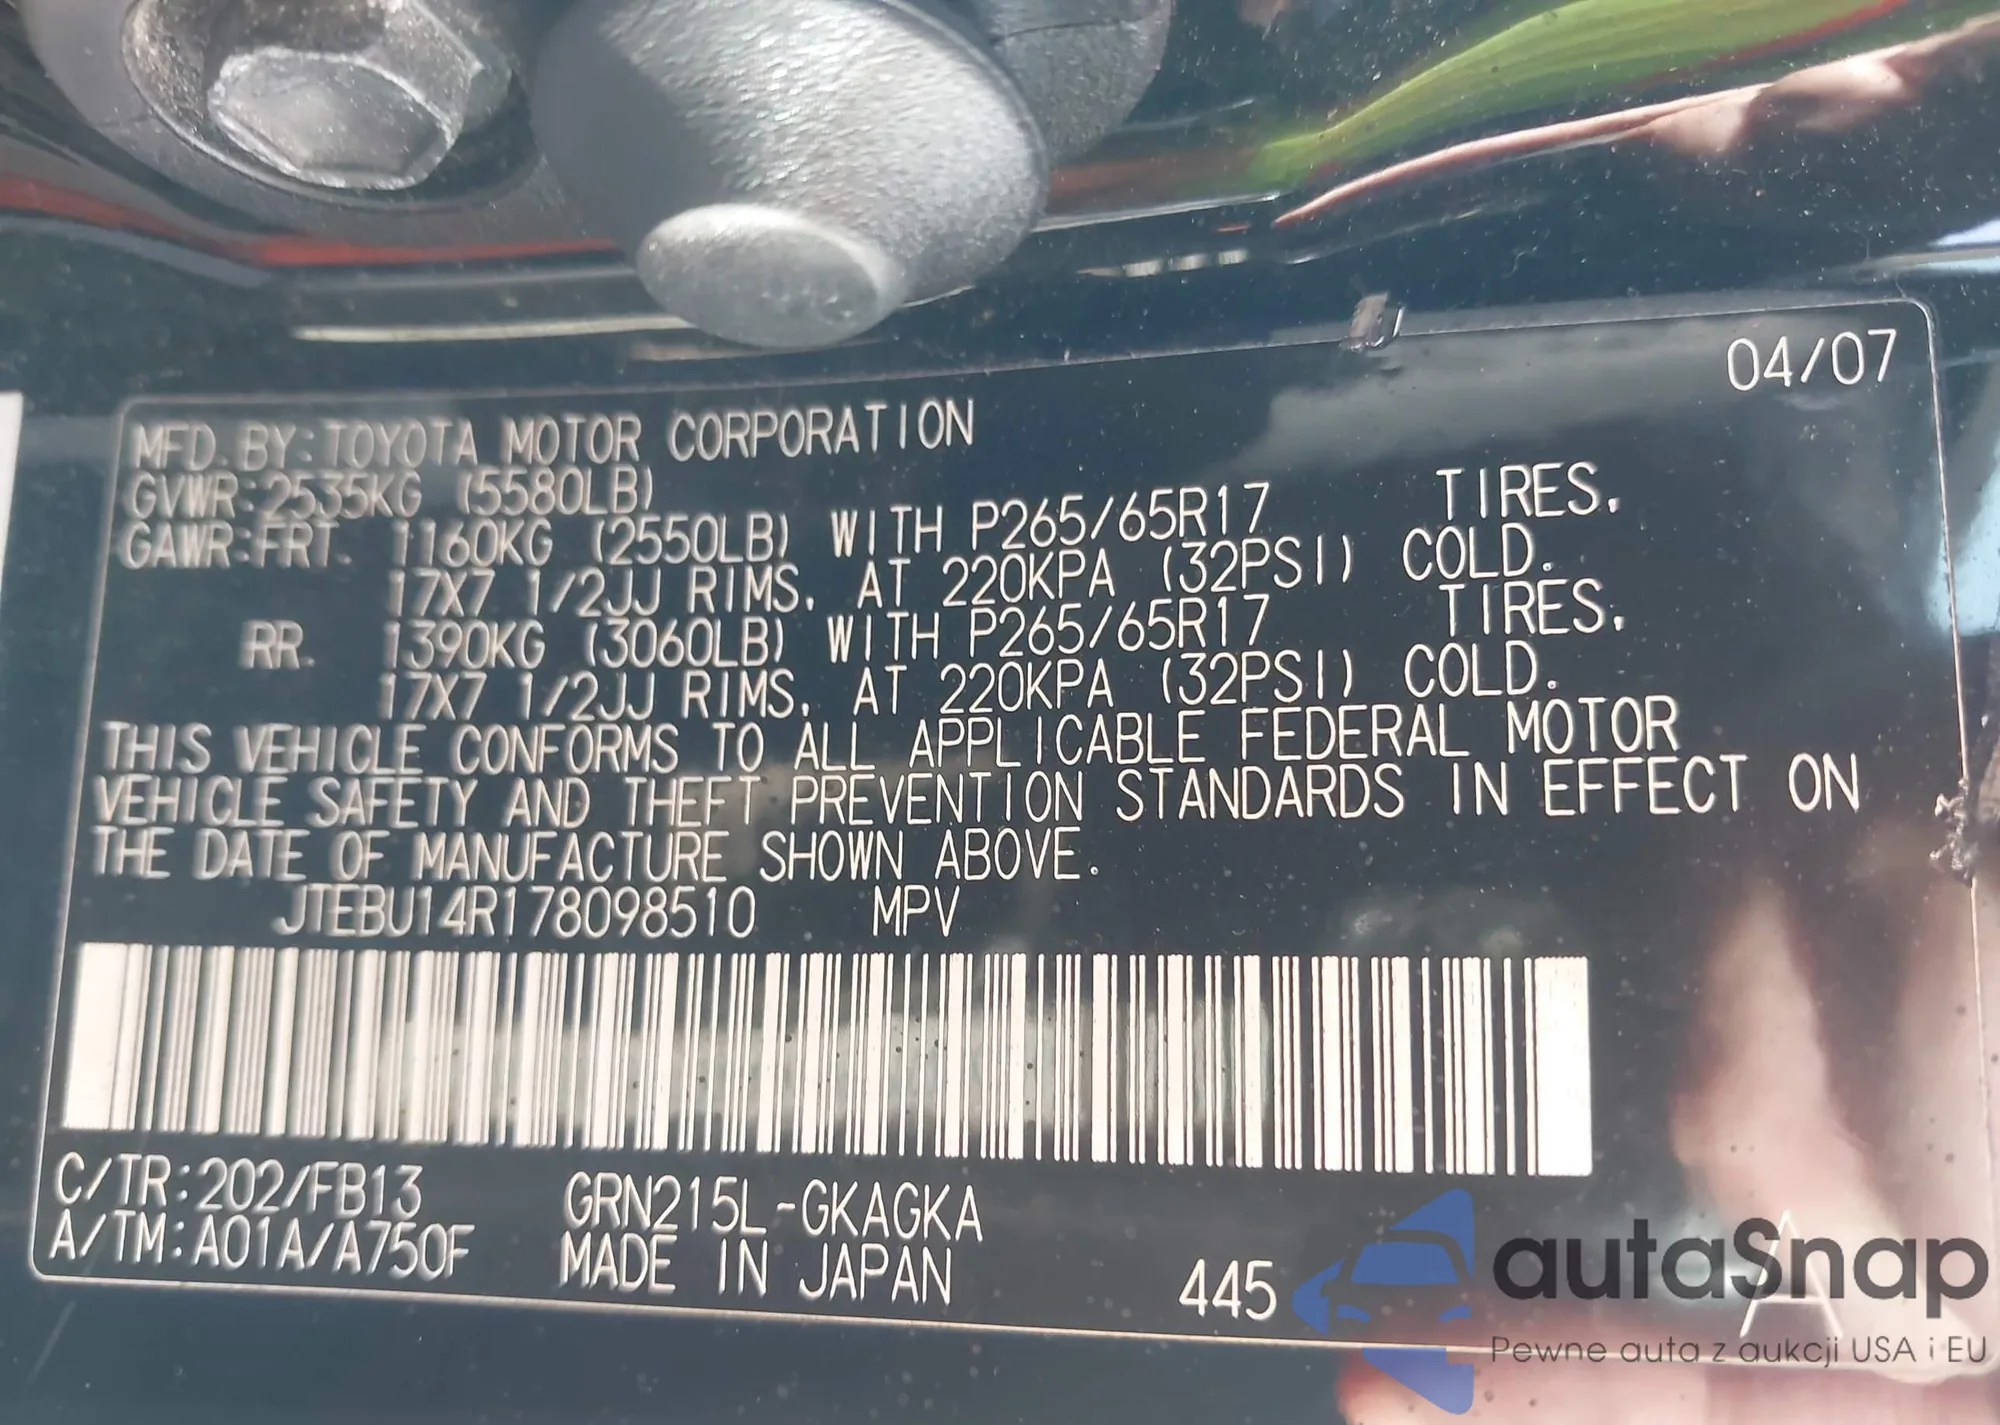 04/07
MFD. BY:TOYOTA MOTOR CORPORATION
GVWR:2535KG (5580LB)
GAWR:FRT. 1160KG (2550LB) WITH P265/65R17 TIRES,
17X7 1/2JJ RIMS, AT 220KPA (32PSI) COLD.
RR. 1390KG (3060LB) WITH P265/65R17 TIRES,
17X7 1/2JJ RIMS, AT 220KPA (32PSI) COLD.
THIS VEHICLE CONFORMS TO ALL APPLICABLE FEDERAL MOTOR
VEHICLE SAFETY AND THEFT PREVENTION STANDARDS IN EFFECT ON
THE DATE OF MANUFACTURE SHOWN ABOVE.
JTEBU14R178098510 MPV
C/TR:202/FB13 GRN215L-GKAGKA
A/TM:A01A/A750F MADE IN JAPAN 445 A
autaSnap
Pewne auta z aukcji USA i EU